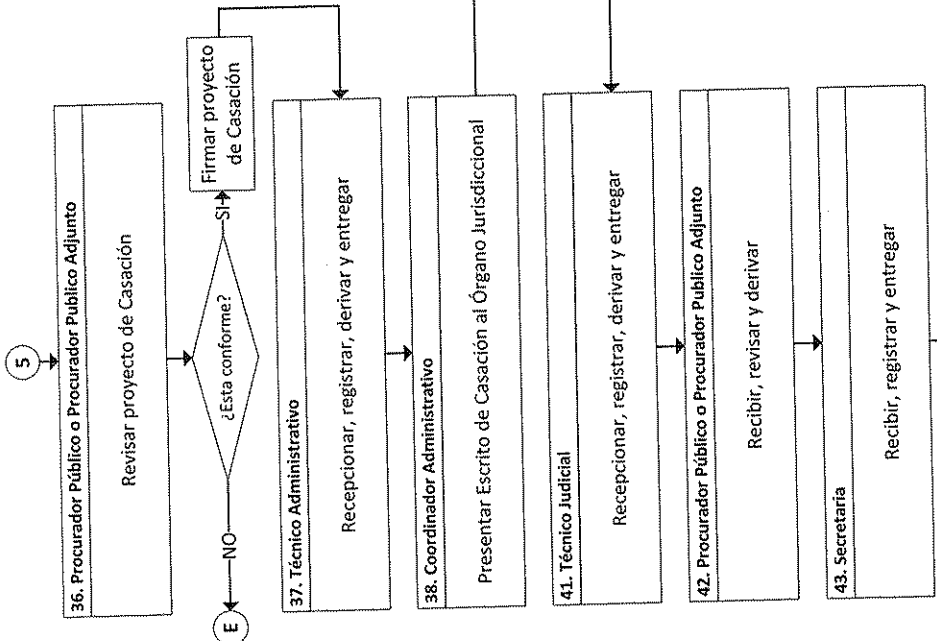 5
36. Procurador Público o Procurador Publico Adjunto
Revisar proyecto de Casación
¿Esta conforme?
SI
Firmar proyecto
de Casación
NO
E
37. Técnico Administrativo
Recepcionar, registrar, derivar y entregar
38. Coordinador Administrativo
Presentar Escrito de Casación al Órgano Jurisdiccional
41. Técnico Judicial
Recepcionar, registrar, derivar y entregar
42. Procurador Público o Procurador Publico Adjunto
Recibir, revisar y derivar
43. Secretaria
Recibir, registrar y entregar